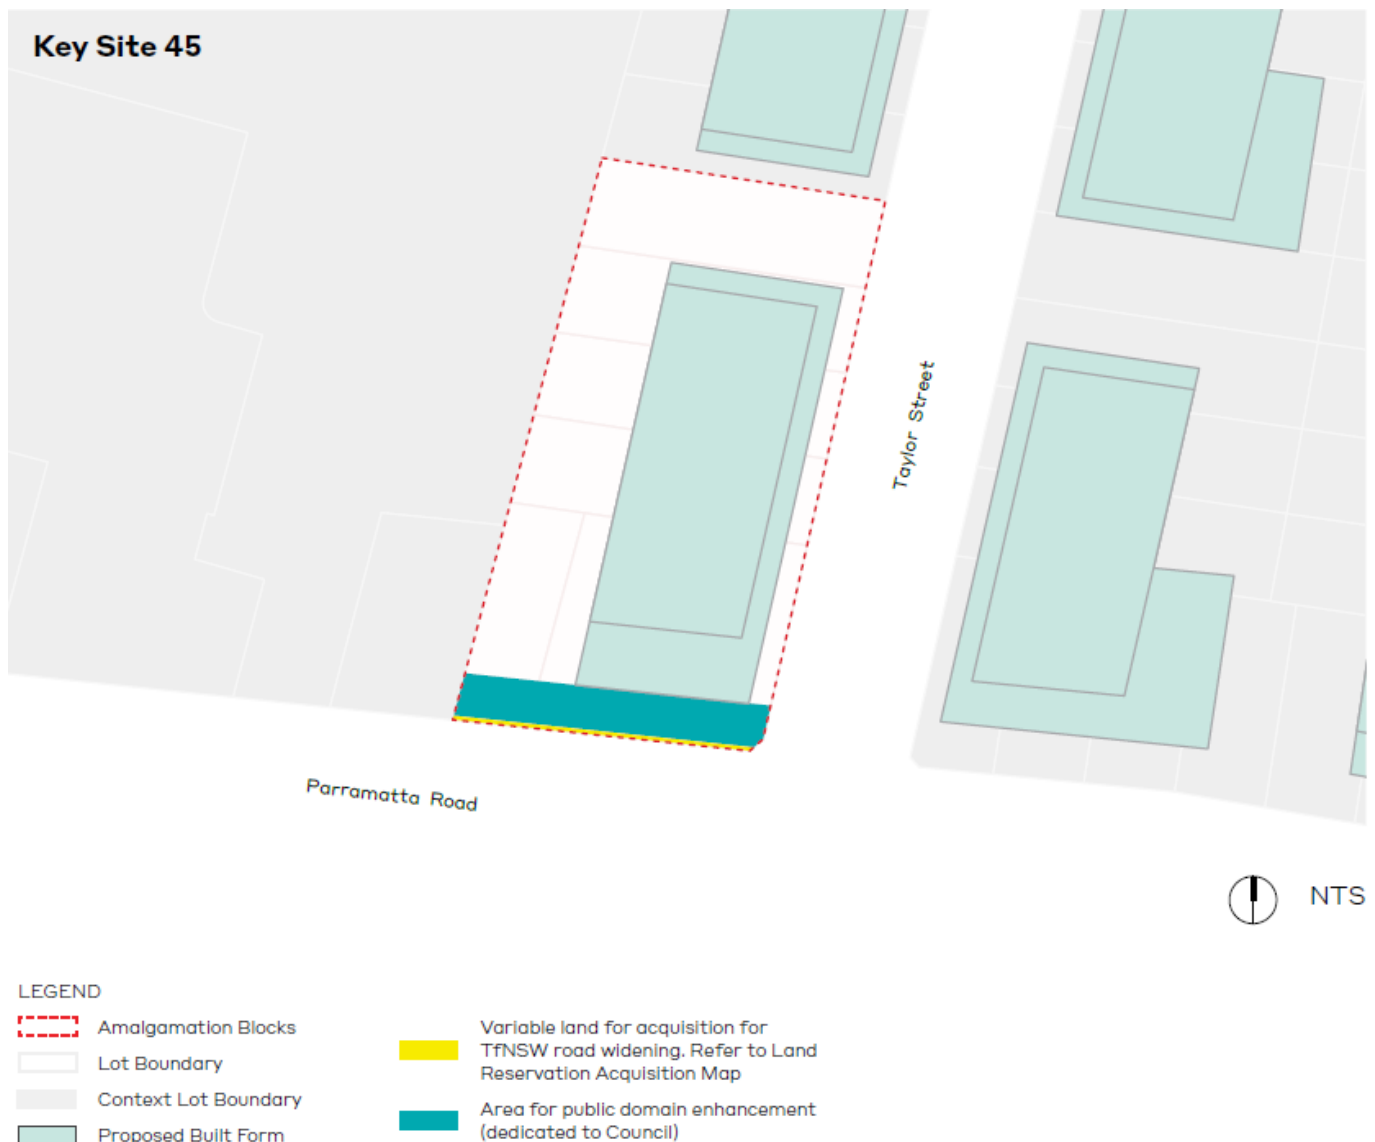 Key Site 45
Taylor Street
Parramatta Road
NTS
LEGEND
Amalgamation Blocks
Lot Boundary
Context Lot Boundary
Proposed Built Form
Variable land for acquisition for
TfNSW road widening. Refer to Land
Reservation Acquisition Map
Area for public domain enhancement
(dedicated to Council)